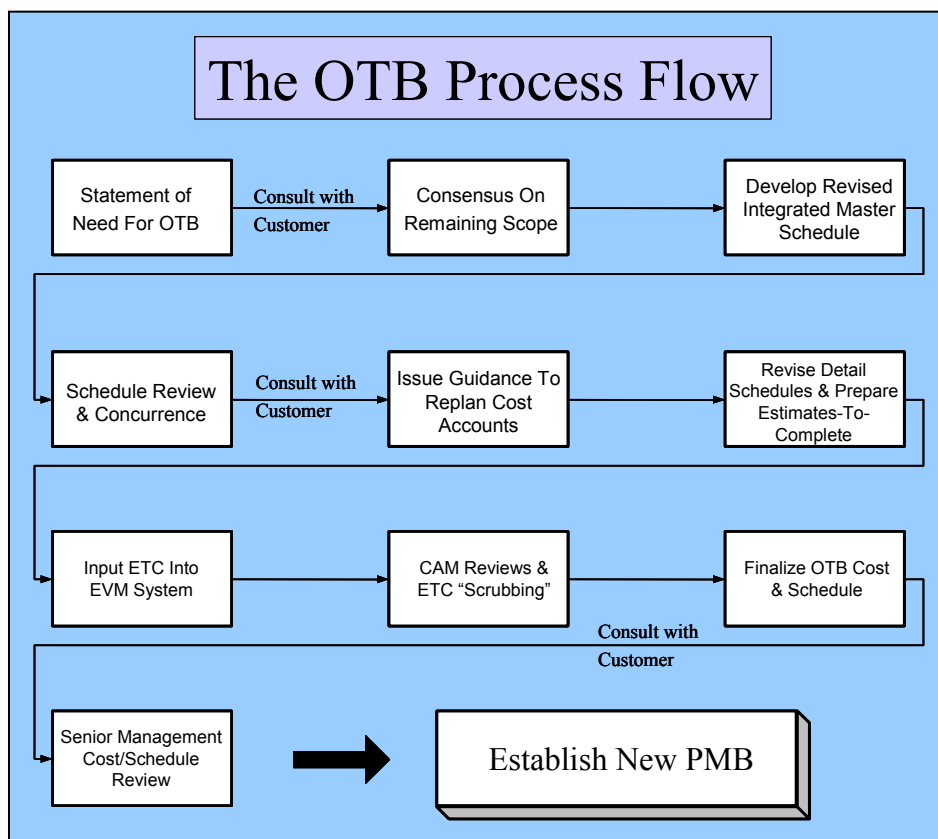 The OTB Process Flow
Statement of
Need For OTB
Consult with
Customer
Consensus On
Remaining Scope
Develop Revised
Integrated Master
Schedule
Schedule Review
& Concurrence
Consult with
Customer
Issue Guidance To
Replan Cost
Accounts
Revise Detail
Schedules & Prepare
Estimates-To-
Complete
Input ETC Into
EVM System
CAM Reviews &
ETC “Scrubbing”
Finalize OTB Cost
& Schedule
Consult with
Customer
Senior Management
Cost/Schedule
Review
Establish New PMB